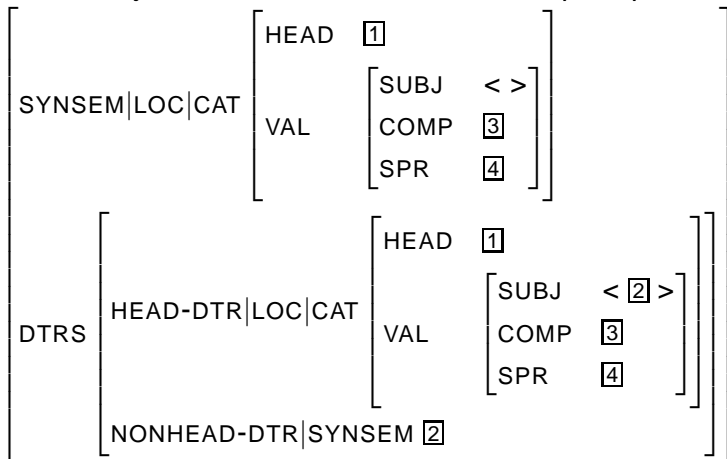 HEAD 1
SUBJ < >
SYNSEM|LOC|CAT
VAL COMP 3
SPR 4
HEAD 1
SUBJ < 2 >
HEAD-DTR|LOC|CAT
DTRS VAL COMP 3
SPR 4
NONHEAD-DTR|SYNSEM 2